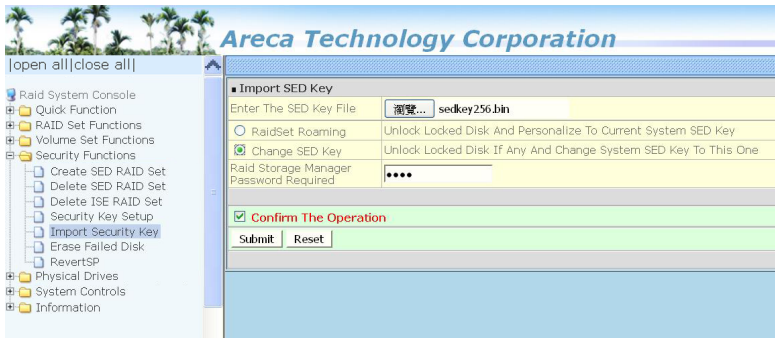 Areca Technology Corporation
|open all|close all|
Raid System Console
Quick Function
RAID Set Functions
Volume Set Functions
Security Functions
Create SED RAID Set
Delete SED RAID Set
Delete ISE RAID Set
Security Key Setup
Import Security Key
Erase Failed Disk
RevertSP
Physical Drives
System Controls
Information
▪ Import SED Key
Enter The SED Key File 瀏覽... sedkey256.bin
RaidSet Roaming Unlock Locked Disk And Personalize To Current System SED Key
Change SED Key Unlock Locked Disk If Any And Change System SED Key To This One
Raid Storage Manager
Password Required ••••
Confirm The Operation
Submit Reset